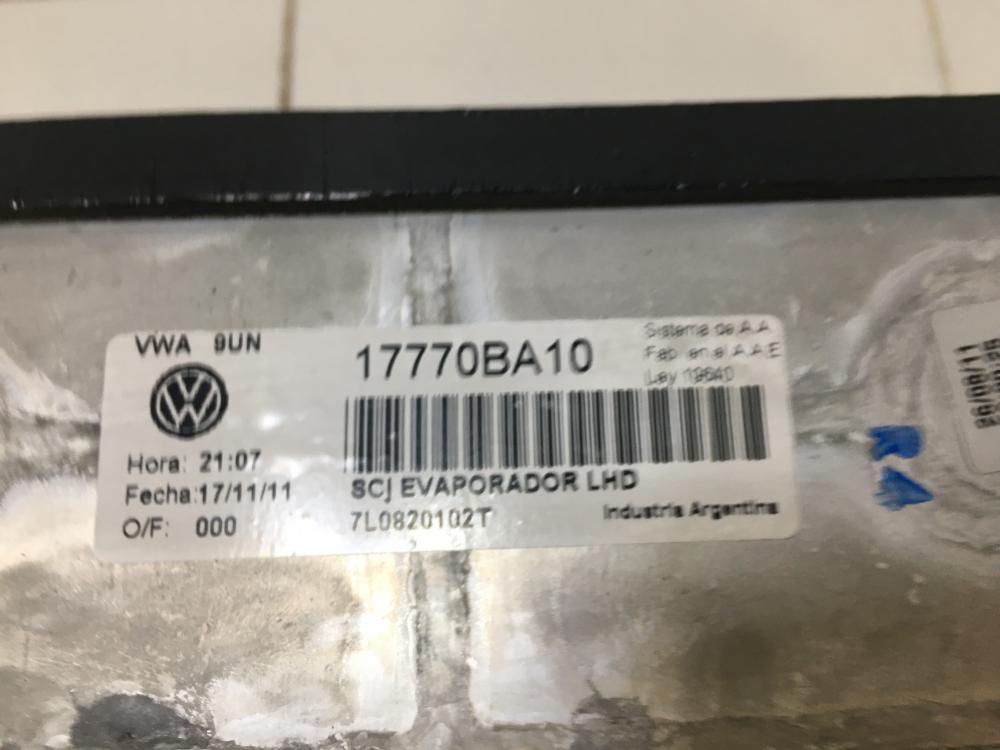 VWA 9UN
17770BA10
Sistema de A.A
Fab en el A.A.E
Ley 19640
Hora: 21:07
Fecha:17/11/11
O/F: 000
SCJ EVAPORADOR LHD
7L0820102T
Industria Argentina
R4